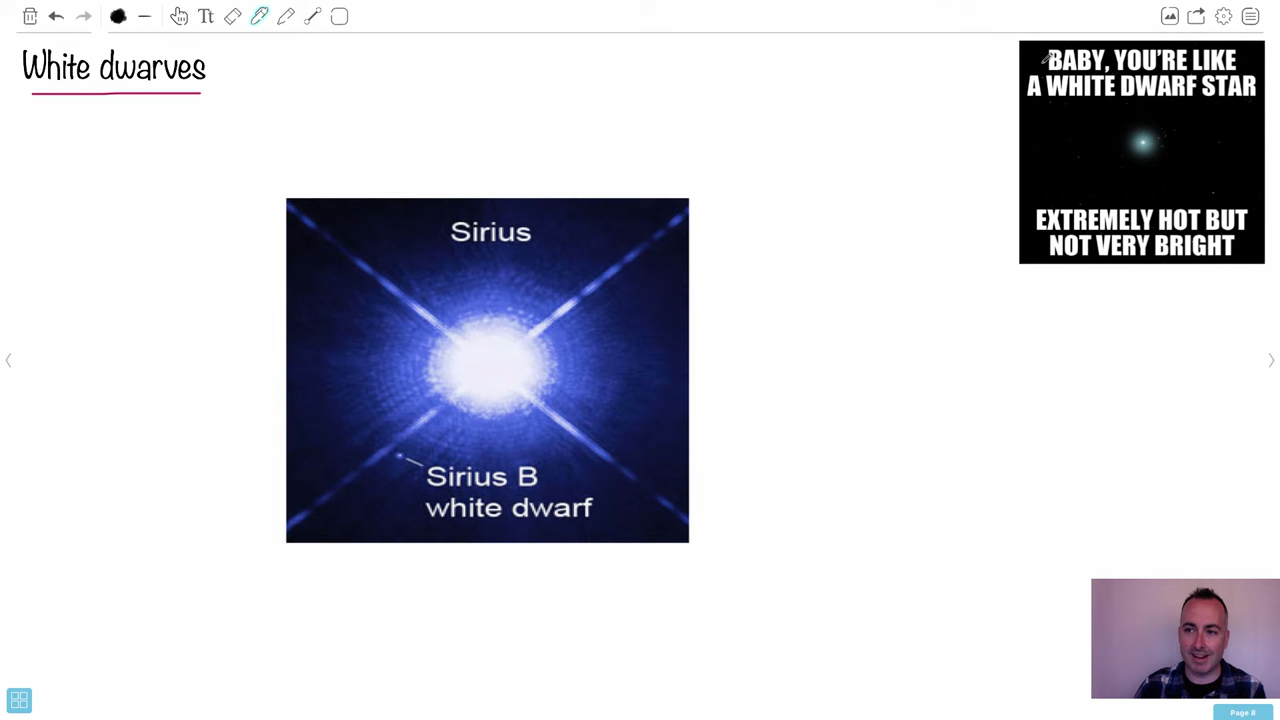 Tt
White dwarves
BABY, YOU'RE LIKE
A WHITE DWARF STAR
EXTREMELY HOT BUT
NOT VERY BRIGHT
Sirius
Sirius B
white dwarf
Page 8